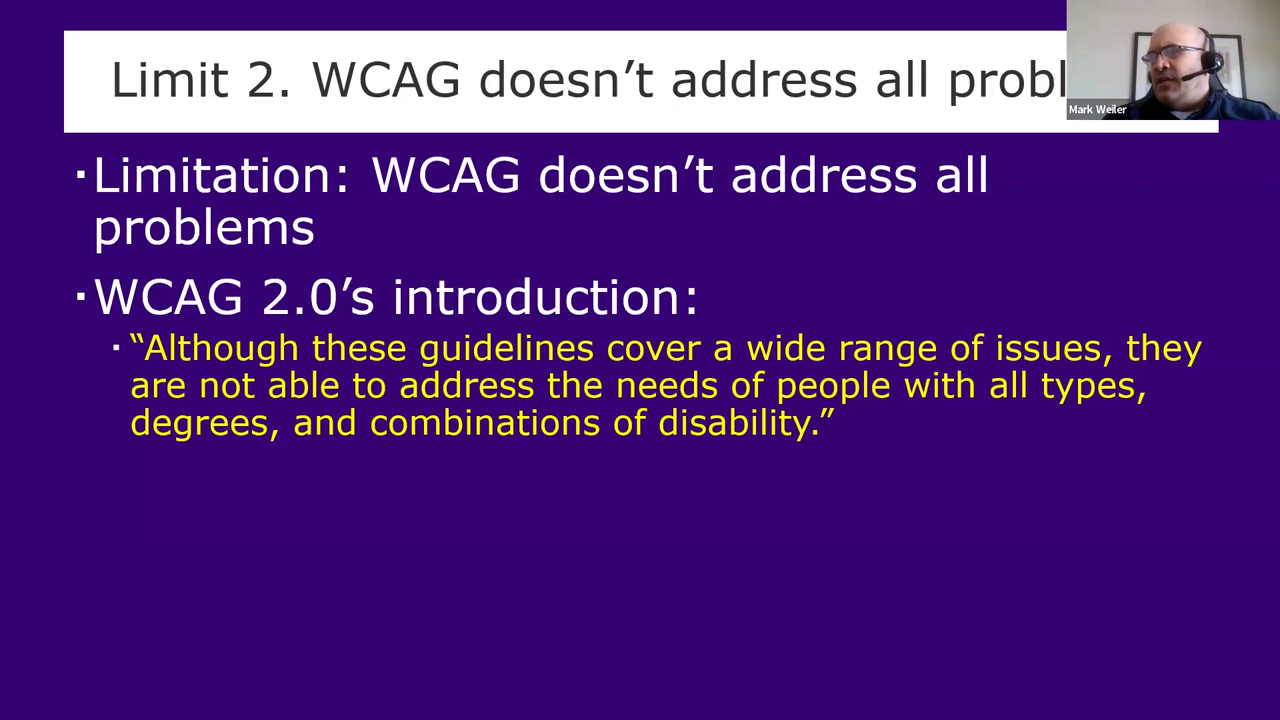 Limit 2. WCAG doesn’t address all probl
Mark Weiler
▪Limitation: WCAG doesn’t address all
problems
▪WCAG 2.0’s introduction:
▪“Although these guidelines cover a wide range of issues, they
are not able to address the needs of people with all types,
degrees, and combinations of disability.”